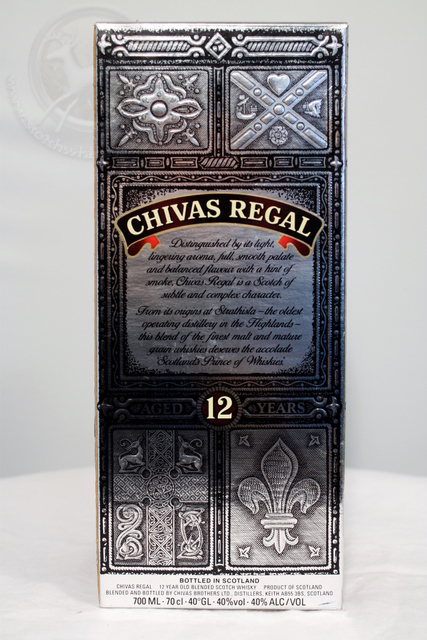 CHIVAS REGAL
Distinguished by its light,
lingering aroma, full, smooth palate
and balanced flavour with a hint of
smoke, Chivas Regal is a Scotch of
subtle and complex character.
From its origins at Strathisla – the oldest
operating distillery in the Highlands –
this blend of the finest malt and mature
grain whiskies deserves the accolade
'Scotland's Prince of Whiskies'.
AGED 12 YEARS
BOTTLED IN SCOTLAND
CHIVAS REGAL 12 YEAR OLD BLENDED SCOTCH WHISKY PRODUCT OF SCOTLAND
BLENDED AND BOTTLED BY CHIVAS BROTHERS LTD., DISTILLERS, KEITH AB55 3BS, SCOTLAND
700 ML · 70 cl · 40°GL · 40%vol · 40% ALC/VOL